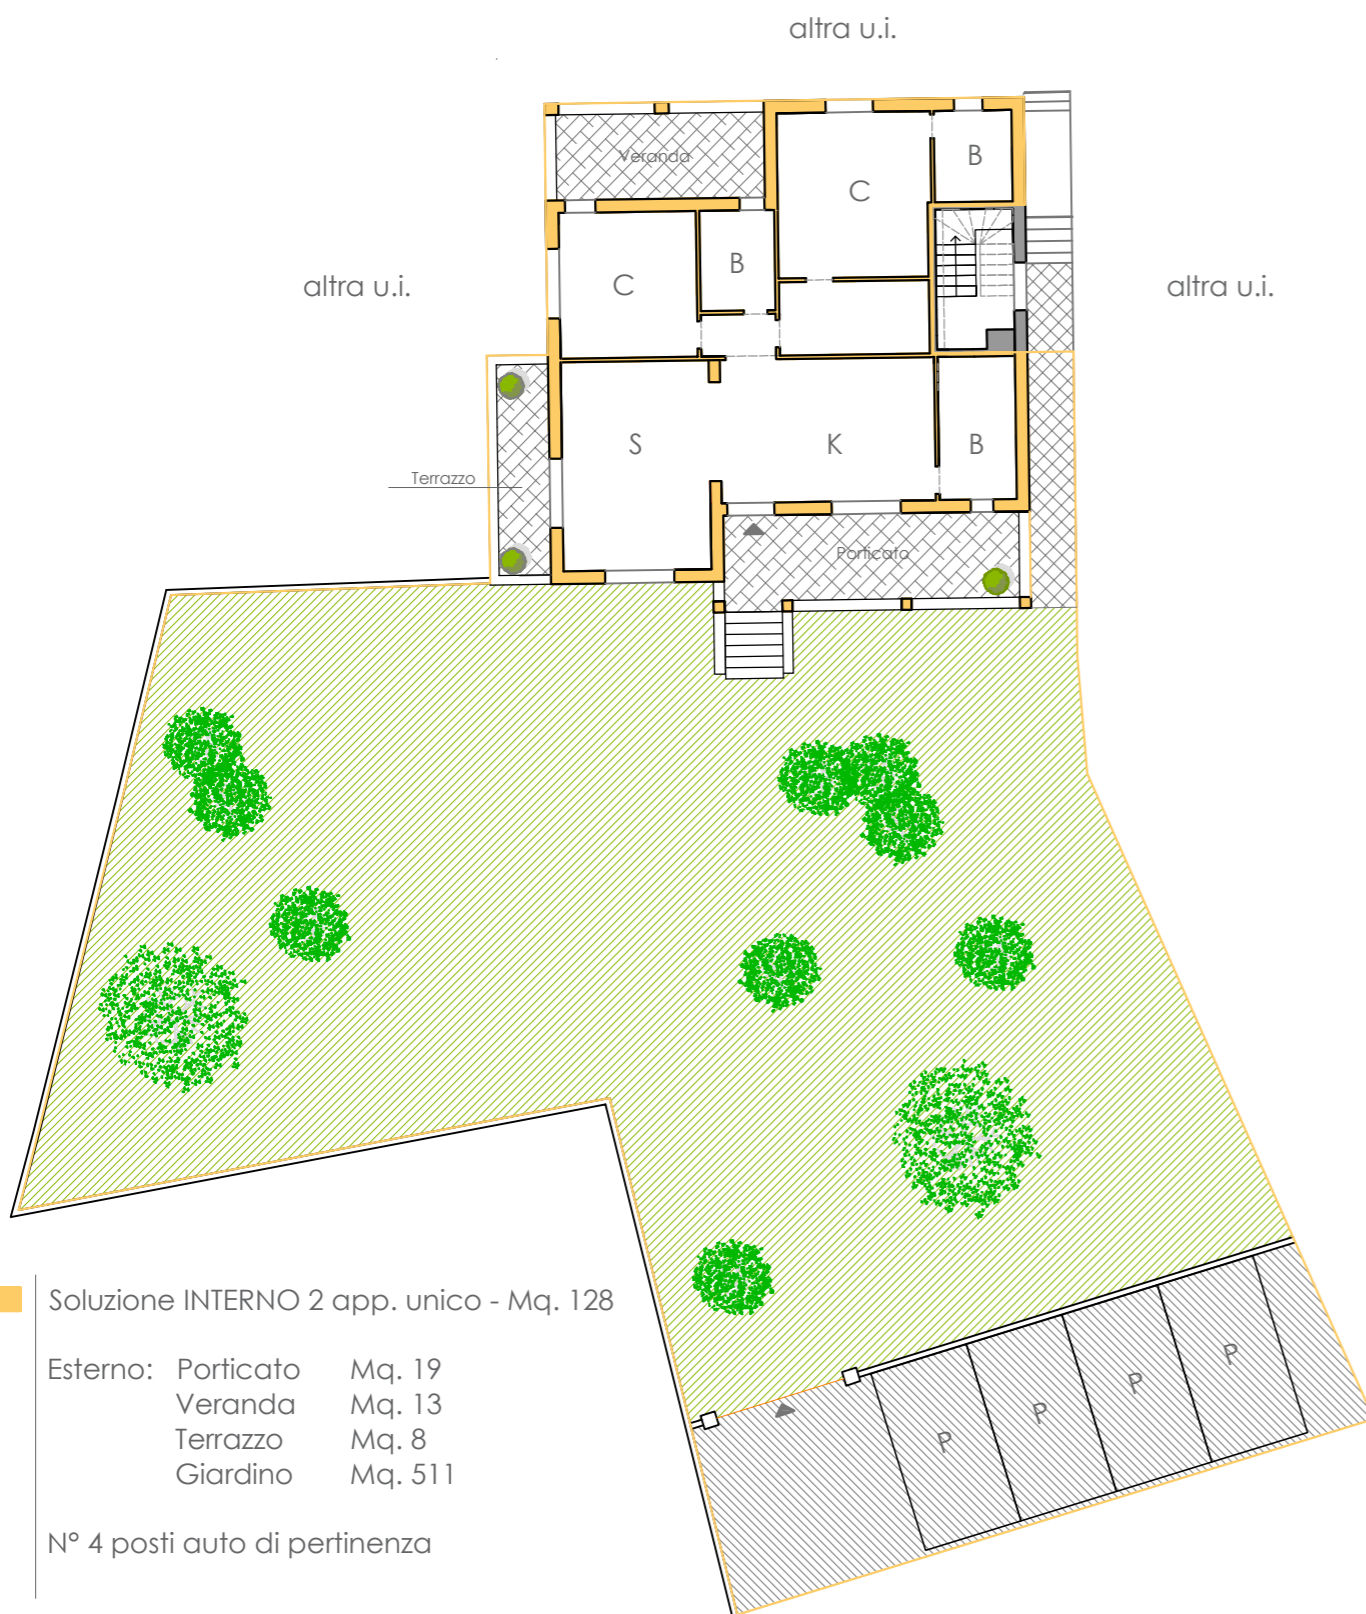 altra u.i.
Veranda
B
C
B
C
altra u.i.
altra u.i.
S
K
B
Terrazzo
Porticato
P
P
P
P
Soluzione INTERNO 2 app. unico - Mq. 128
Esterno: Porticato Mq. 19
Veranda Mq. 13
Terrazzo Mq. 8
Giardino Mq. 511
N° 4 posti auto di pertinenza